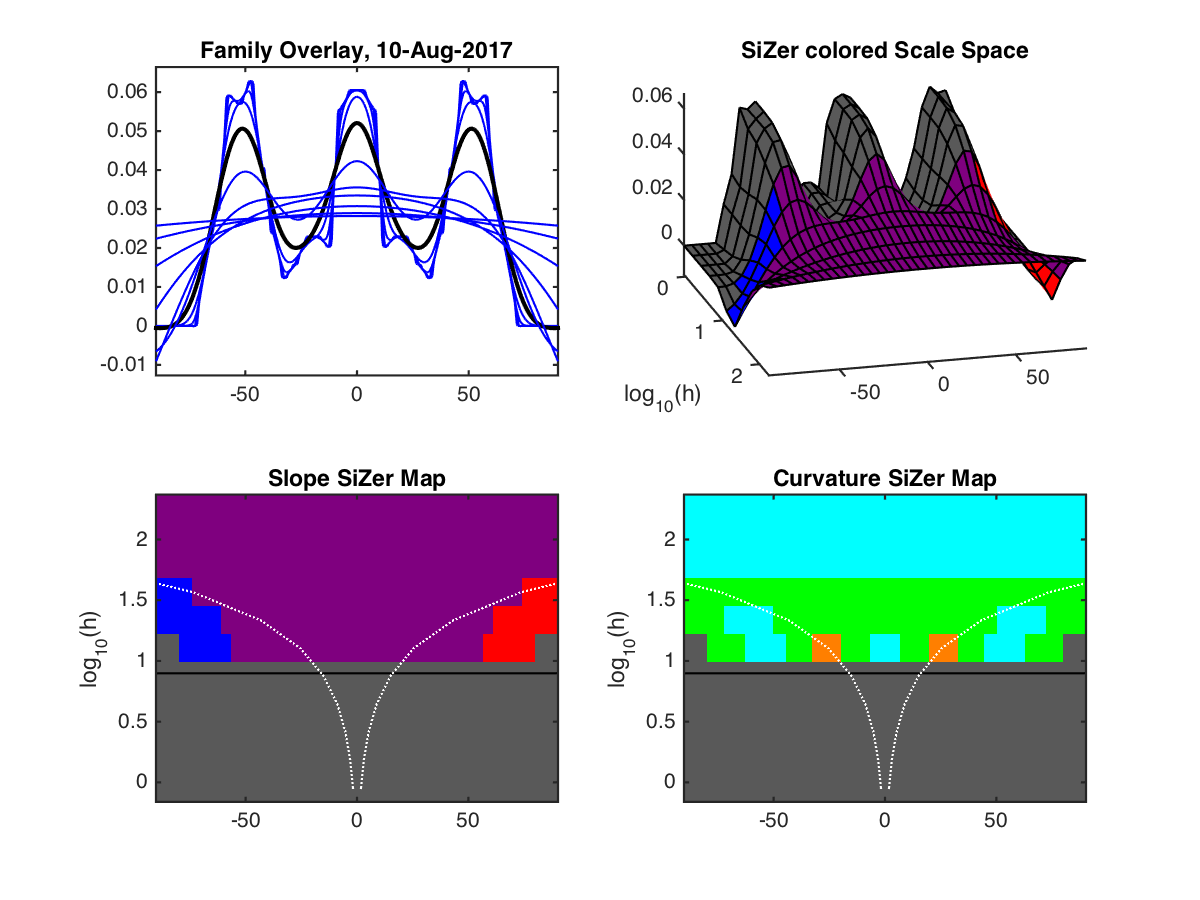 Family Overlay, 10-Aug-2017
0.06
0.05
0.04
0.03
0.02
0.01
0
-0.01
-50 0 50
SiZer colored Scale Space
0.06
0.04
0.02
0
0
1
2
log10(h)
-50 0 50
Slope SiZer Map
log10(h)
2
1.5
1
0.5
0
-50 0 50
Curvature SiZer Map
log10(h)
2
1.5
1
0.5
0
-50 0 50